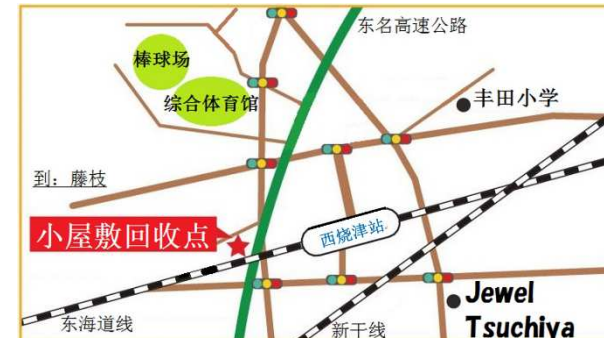 东名高速公路
棒球场
综合体育馆
丰田小学
到：藤枝
小屋敷回收点
西烧津站.
Jewel
Tsuchiya
东海道线
新干线